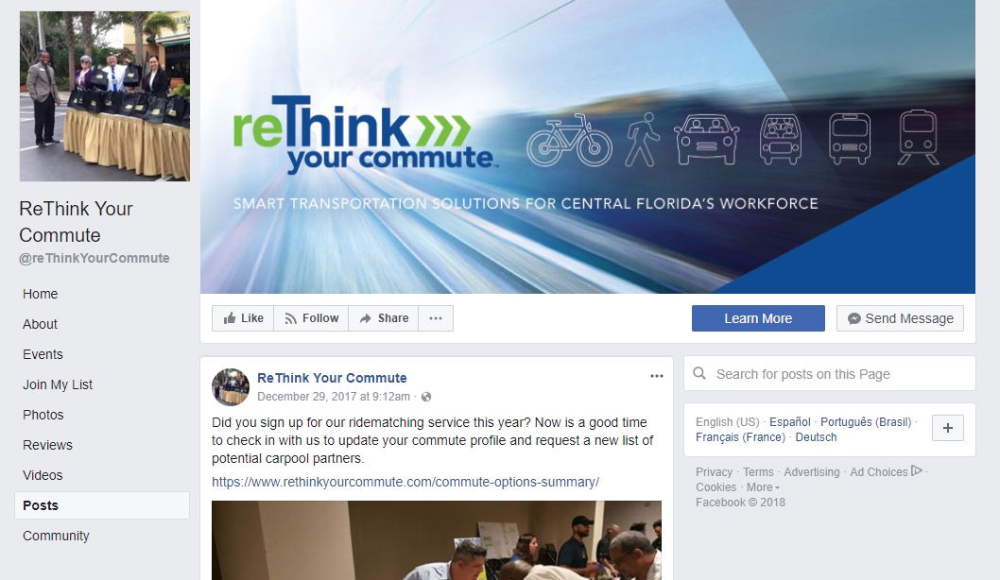 ReThink Your
Commute
@reThinkYourCommute
Home
About
Events
Join My List
Photos
Reviews
Videos
Posts
Community
reThink
your commute™
SMART TRANSPORTATION SOLUTIONS FOR CENTRAL FLORIDA'S WORKFORCE
Like
Follow
Share
Learn More
Send Message
ReThink Your Commute
December 29, 2017 at 9:12am ·
Did you sign up for our ridematching service this year? Now is a good time
to check in with us to update your commute profile and request a new list of
potential carpool partners.
https://www.rethinkyourcommute.com/commute-options-summary/
Search for posts on this Page
English (US) · Español · Português (Brasil) ·
Français (France) · Deutsch
Privacy · Terms · Advertising · Ad Choices ·
Cookies · More
Facebook © 2018